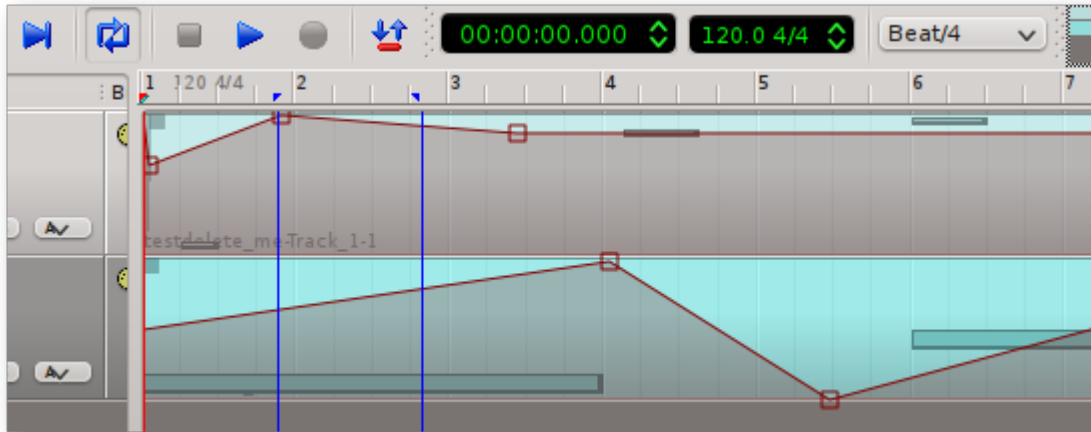 00:00:00.000 120.0 4/4 Beat/4
B 1 120 4/4 2 3 4 5 6 7
A
testdelete_me-Track_1-1
A